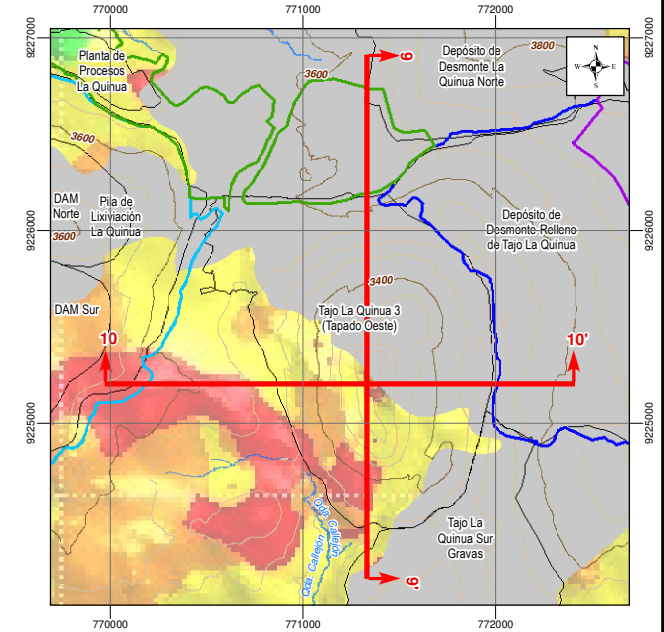 770000
771000
772000
9227000
9227000
Planta de
Procesos
La Quinua
3600
9
Depósito de
Desmonte La
Quinua Norte
3800
N
W
E
S
3600
DAM
Norte
Pila de
Lixiviación
La Quinua
3600
9226000
9226000
Depósito de
Desmonte Relleno
de Tajo La Quinua
3400
DAM Sur
Tajo La Quinua 3
(Tapado Oeste)
10
10'
9225000
9225000
Qda. Callejón
Qda. Callejón
Tajo La
Quinua Sur
Gravas
9'
770000
771000
772000